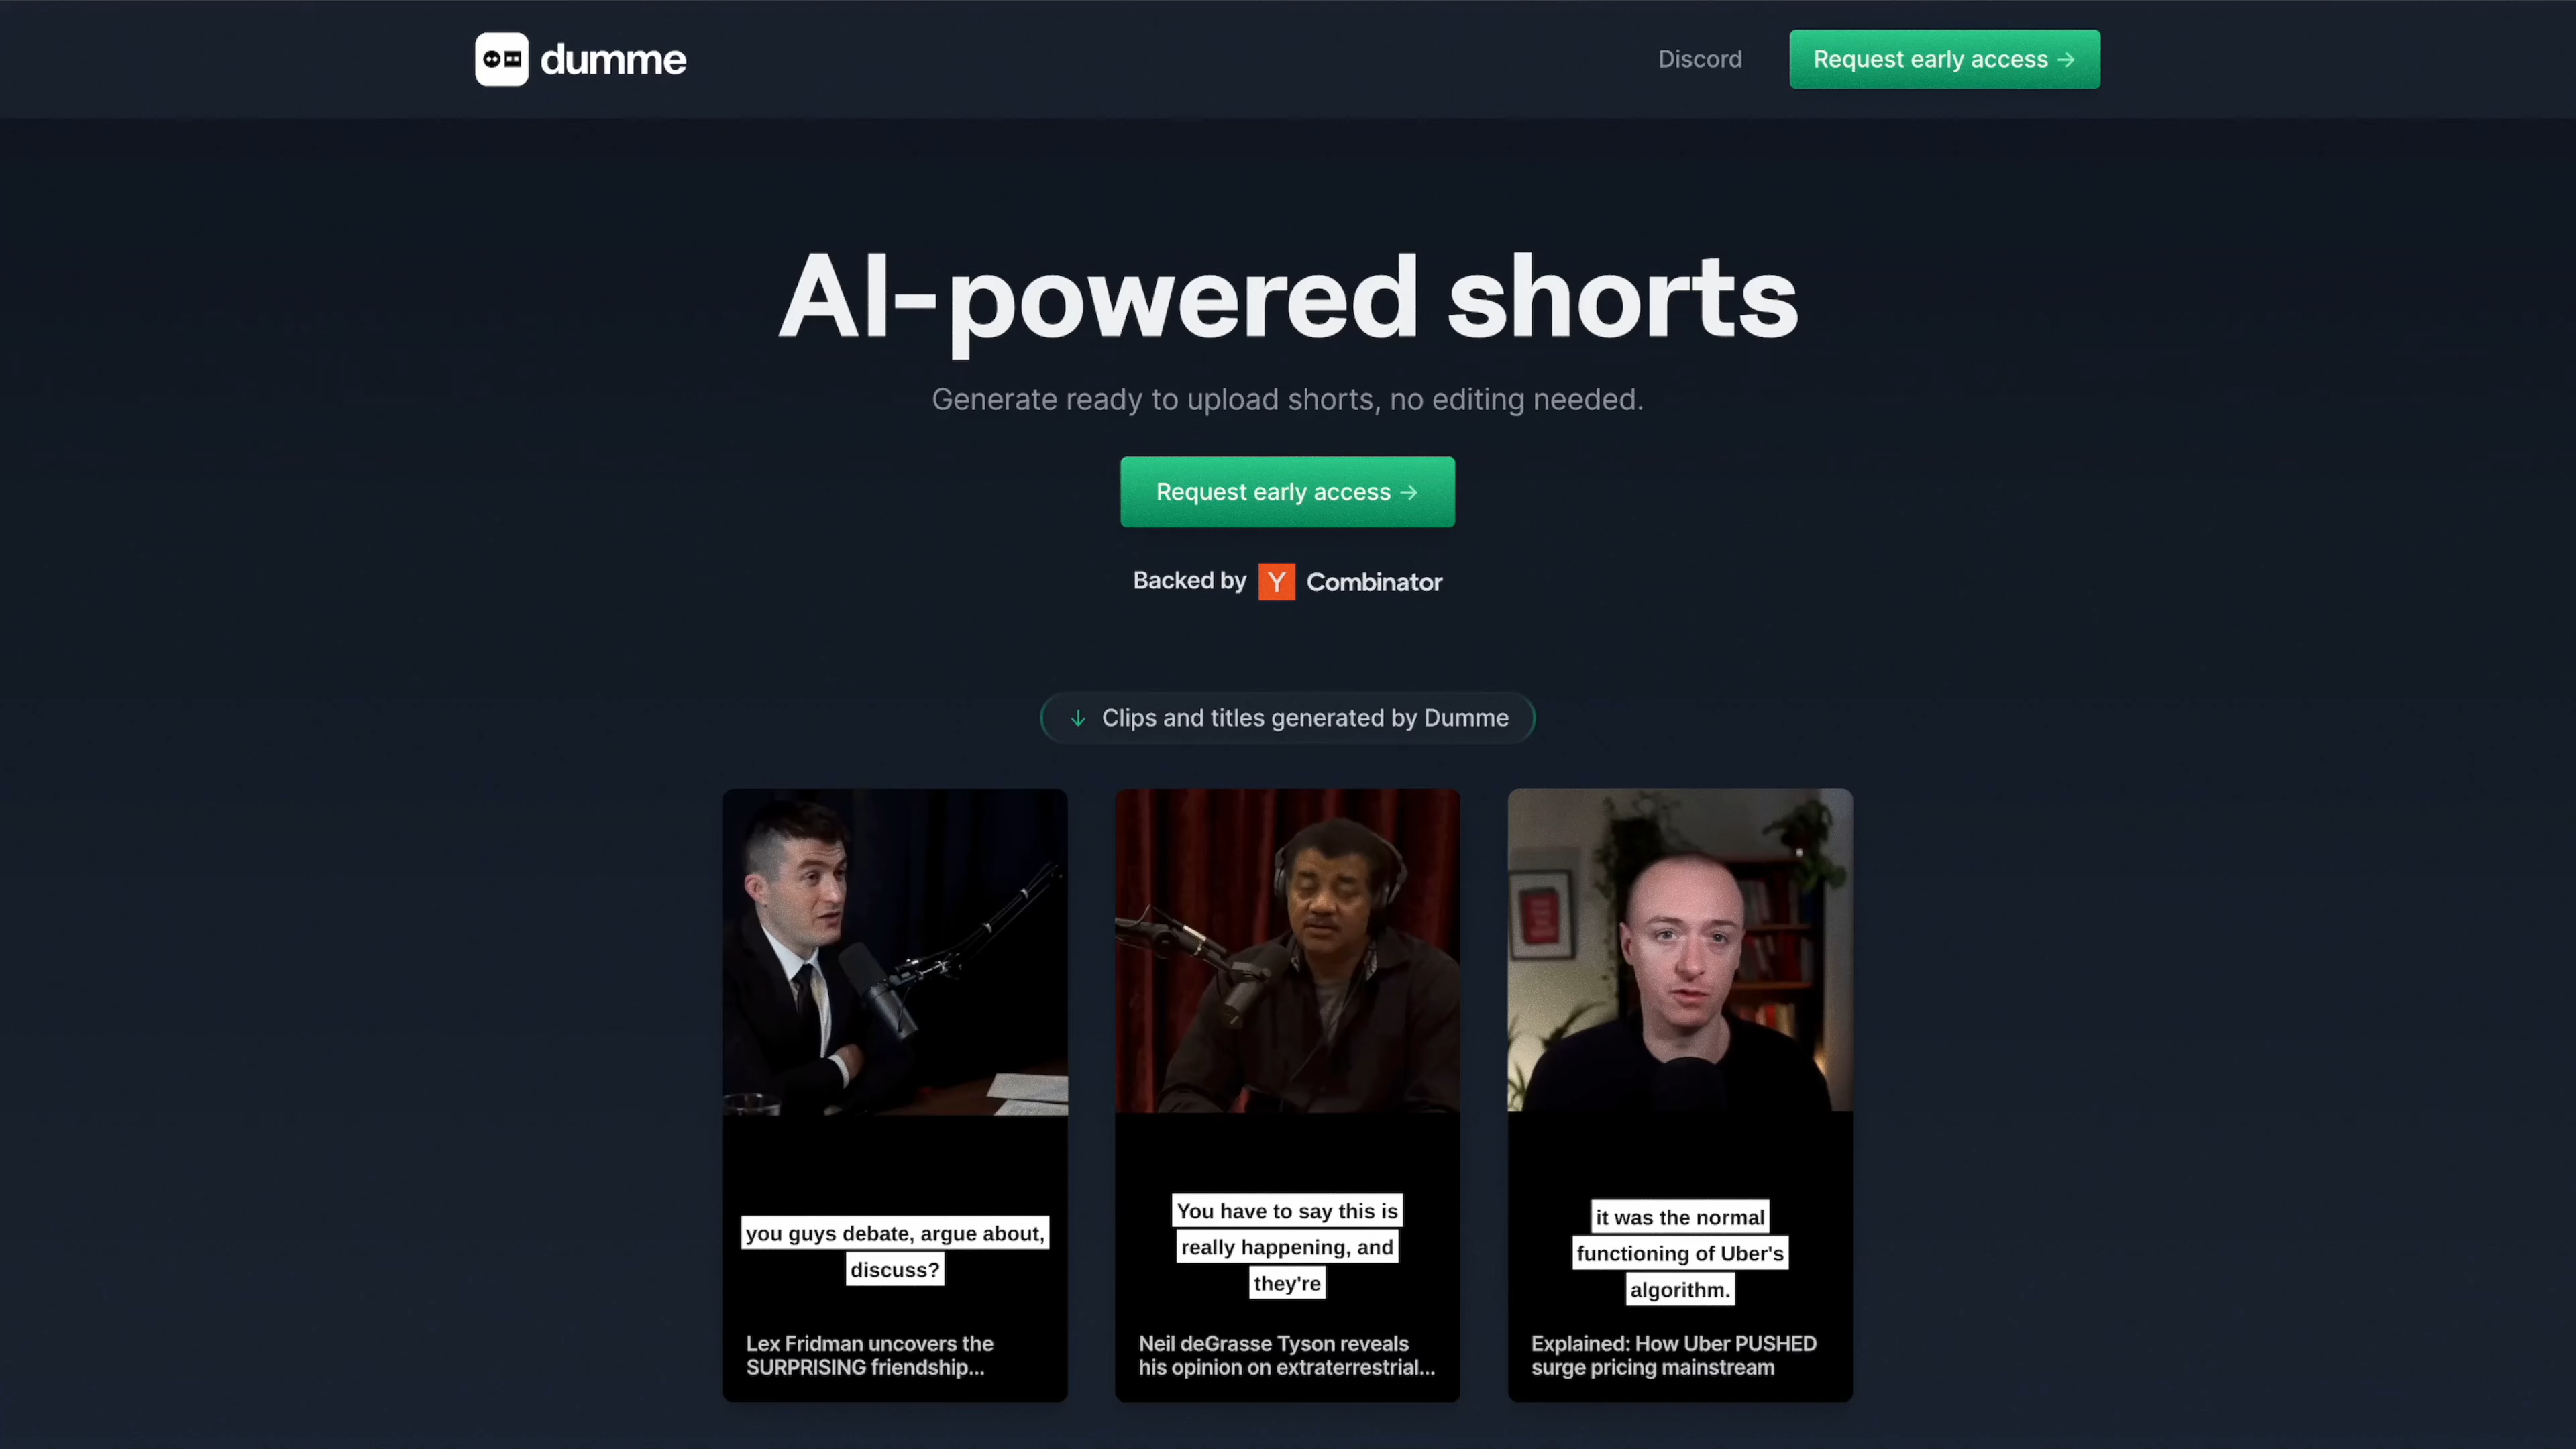 dumme
Discord
Request early access →
AI-powered shorts
Generate ready to upload shorts, no editing needed.
Request early access →
Backed by Y Combinator
↓ Clips and titles generated by Dumme
you guys debate, argue about,
discuss?
Lex Fridman uncovers the
SURPRISING friendship...
You have to say this is
really happening, and
they're
Neil deGrasse Tyson reveals
his opinion on extraterrestrial...
it was the normal
functioning of Uber's
algorithm.
Explained: How Uber PUSHED
surge pricing mainstream